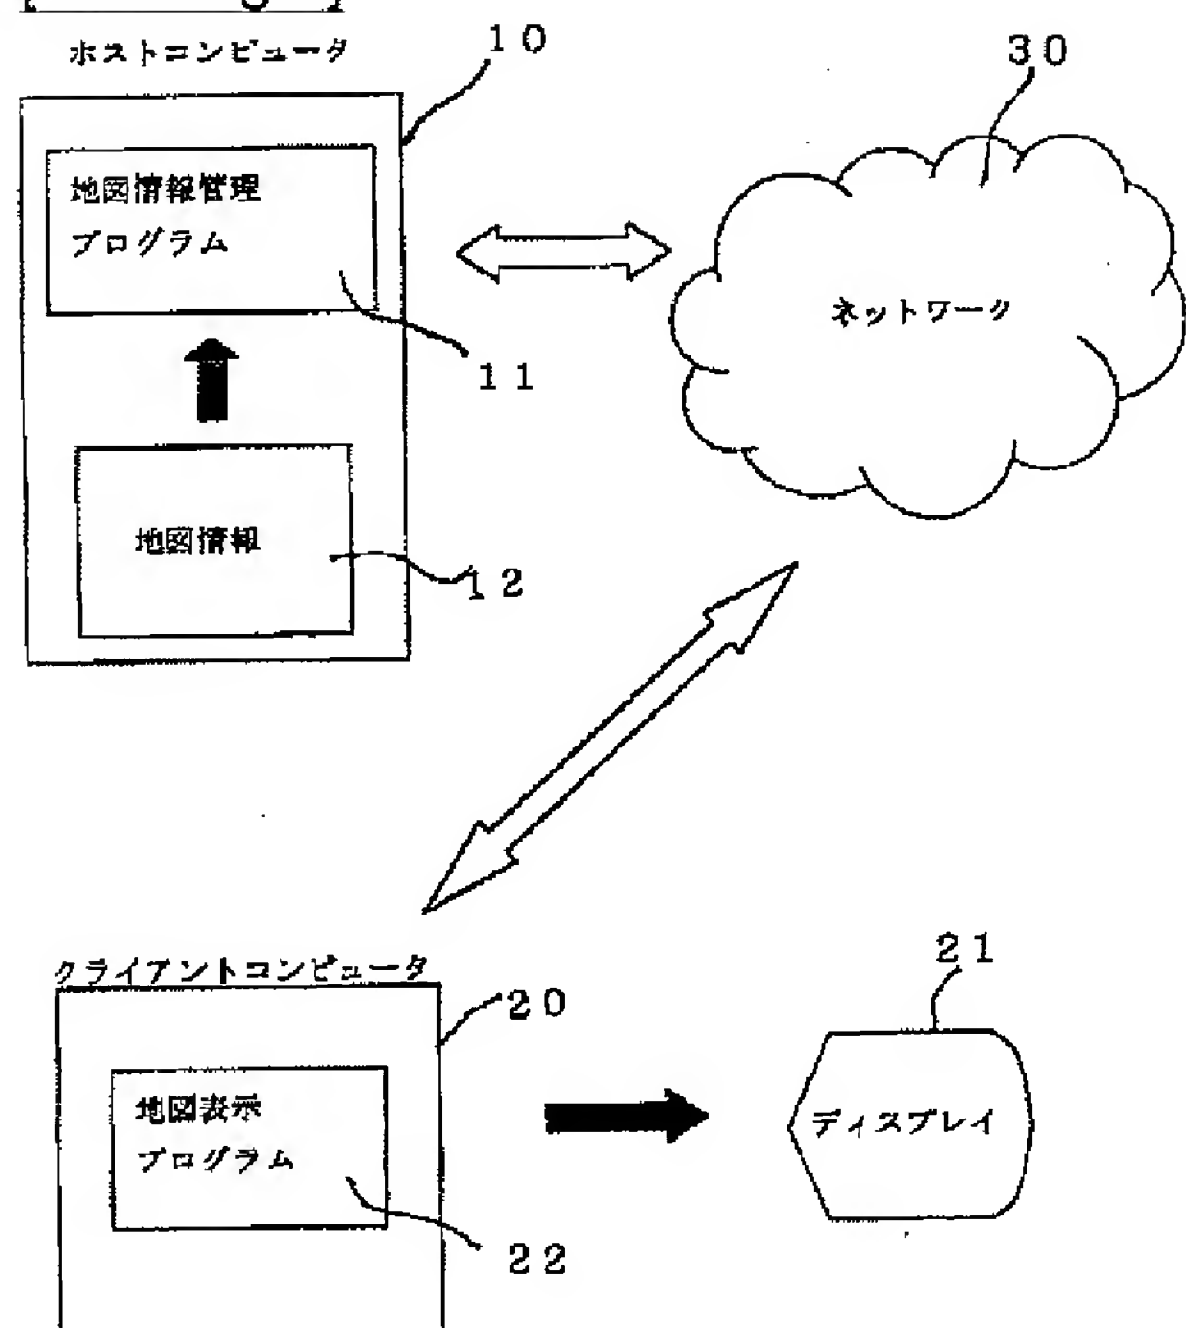 ホストコンピュータ
10
30
地図情報管理
プログラム
ネットワーク
11
地図情報
12
クライアントコンピュータ
20
21
地図表示
プログラム
ディスプレイ
22